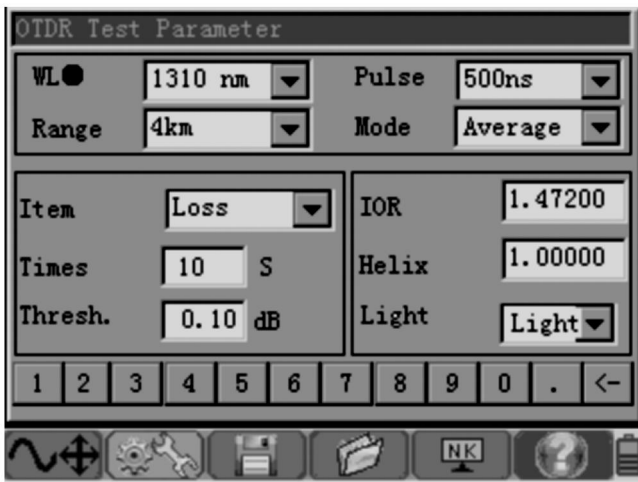 OTDR Test Parameter
WL 1310 nm Pulse 500ns
Range 4km Mode Average
Item Loss IOR 1.47200
Times 10 S Helix 1.00000
Thresh. 0.10 dB Light Light
1 2 3 4 5 6 7 8 9 0 . <-
NK ?